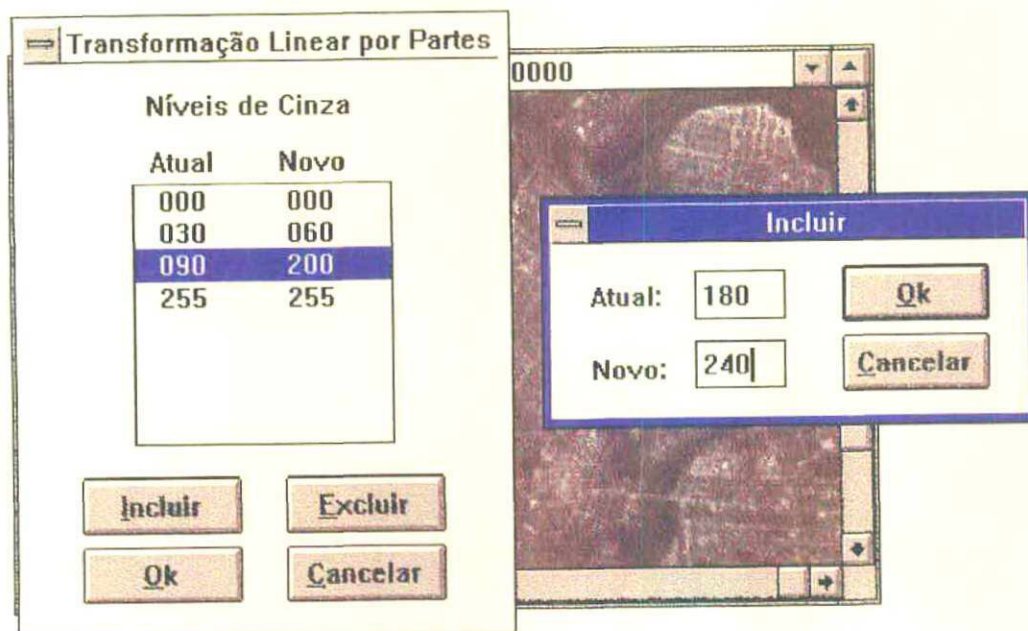 Transformação Linear por Partes
Níveis de Cinza
Atual Novo
000 000
030 060
090 200
255 255
Incluir Excluir
Ok Cancelar
0000
Incluir
Atual: 180 Ok
Novo: 240 Cancelar